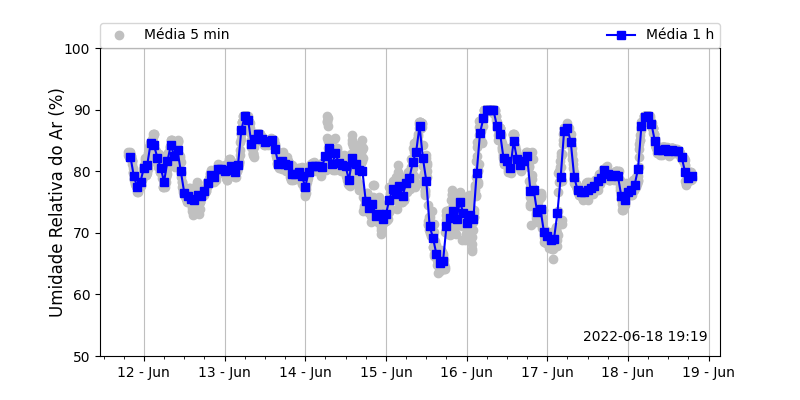 Média 5 min
Média 1 h
Umidade Relativa do Ar (%)
100
90
80
70
60
50
2022-06-18 19:19
12 - Jun
13 - Jun
14 - Jun
15 - Jun
16 - Jun
17 - Jun
18 - Jun
19 - Jun